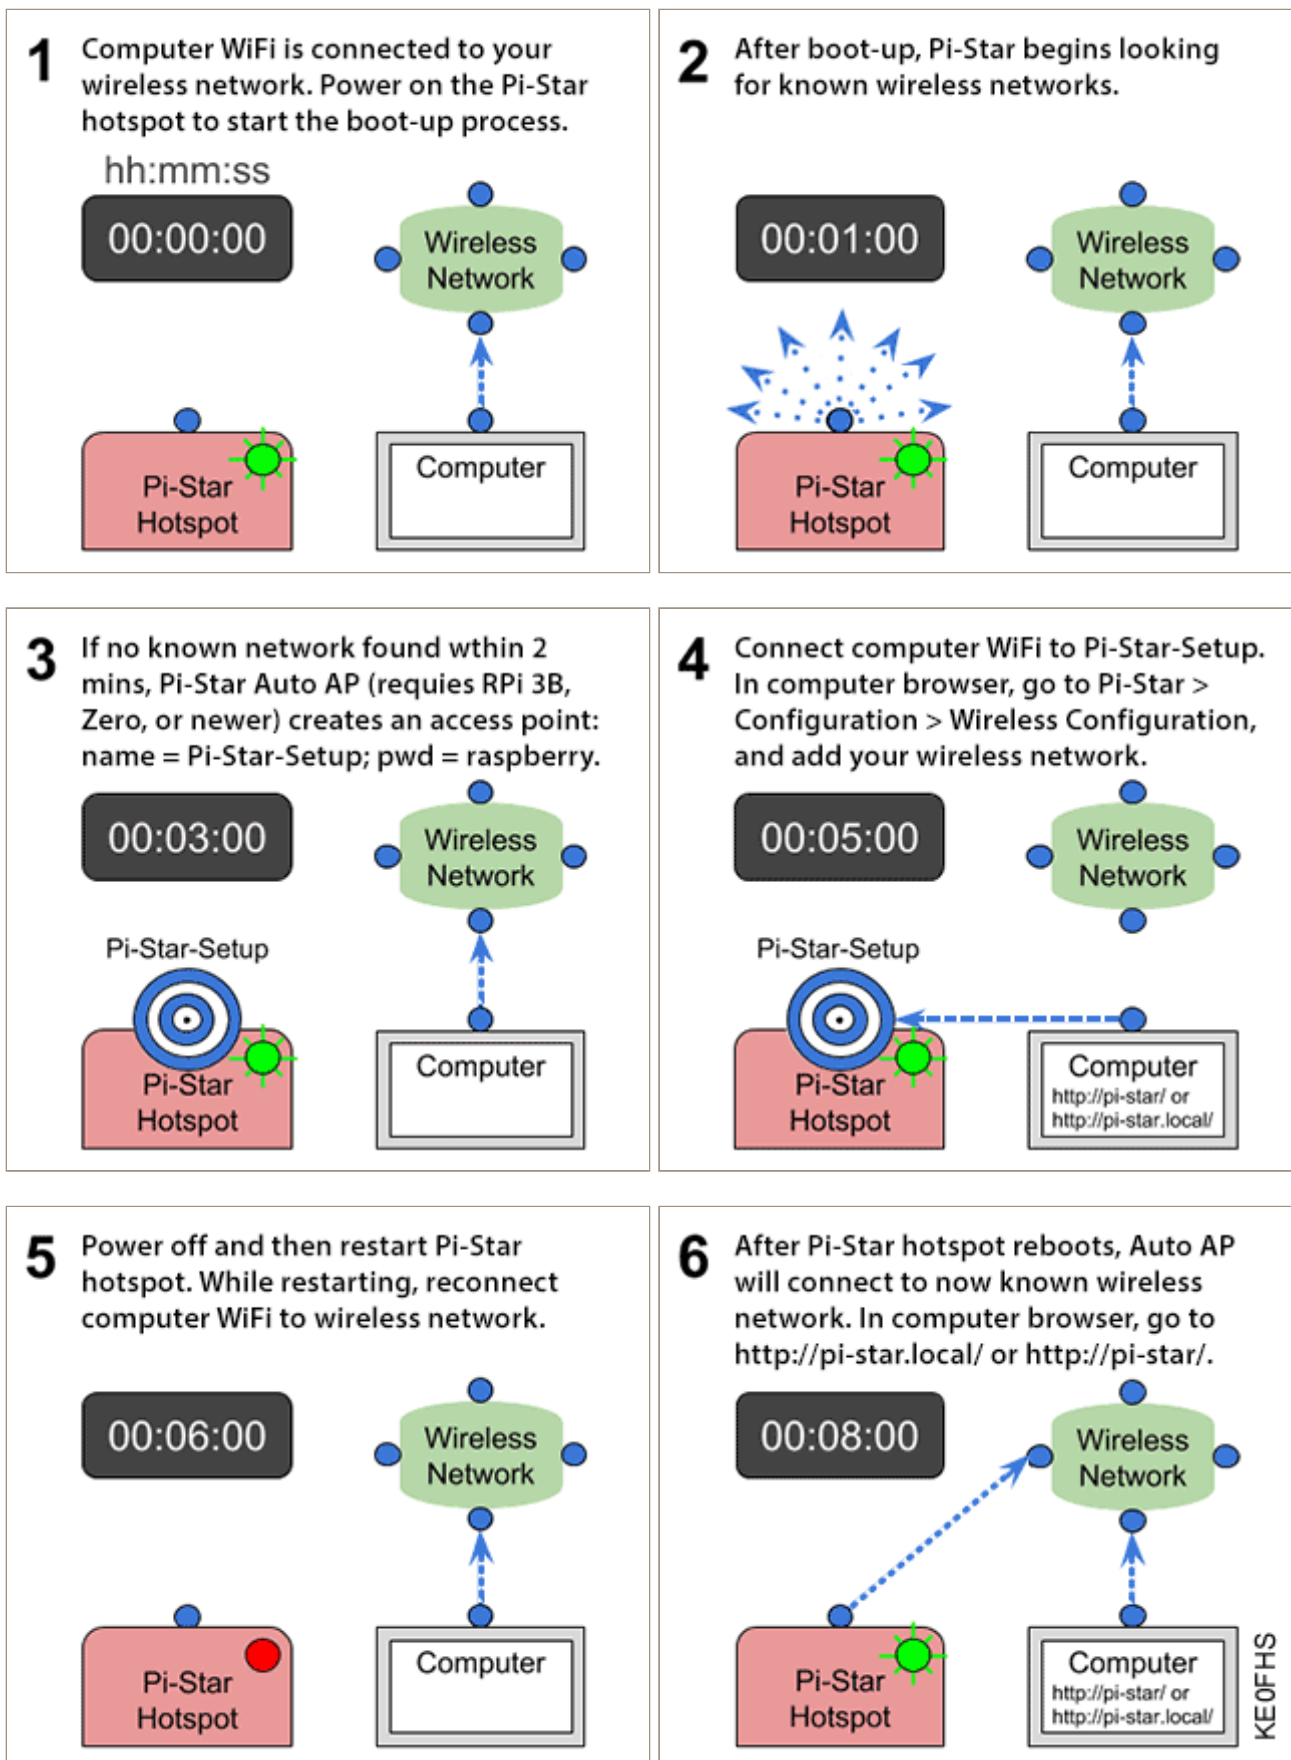 1
Computer WiFi is connected to your
wireless network. Power on the Pi-Star
hotspot to start the boot-up process.
hh:mm:ss
00:00:00
Wireless
Network
Pi-Star
Hotspot
Computer
2
After boot-up, Pi-Star begins looking
for known wireless networks.
00:01:00
Wireless
Network
Pi-Star
Hotspot
Computer
3
If no known network found wthin 2
mins, Pi-Star Auto AP (requies RPi 3B,
Zero, or newer) creates an access point:
name = Pi-Star-Setup; pwd = raspberry.
00:03:00
Wireless
Network
Pi-Star-Setup
Pi-Star
Hotspot
Computer
4
Connect computer WiFi to Pi-Star-Setup.
In computer browser, go to Pi-Star >
Configuration > Wireless Configuration,
and add your wireless network.
00:05:00
Wireless
Network
Pi-Star-Setup
Pi-Star
Hotspot
Computer
http://pi-star/ or
http://pi-star.local/
5
Power off and then restart Pi-Star
hotspot. While restarting, reconnect
computer WiFi to wireless network.
00:06:00
Wireless
Network
Pi-Star
Hotspot
Computer
6
After Pi-Star hotspot reboots, Auto AP
will connect to now known wireless
network. In computer browser, go to
http://pi-star.local/ or http://pi-star/.
00:08:00
Wireless
Network
Pi-Star
Hotspot
Computer
http://pi-star/ or
http://pi-star.local/
KE0FHS